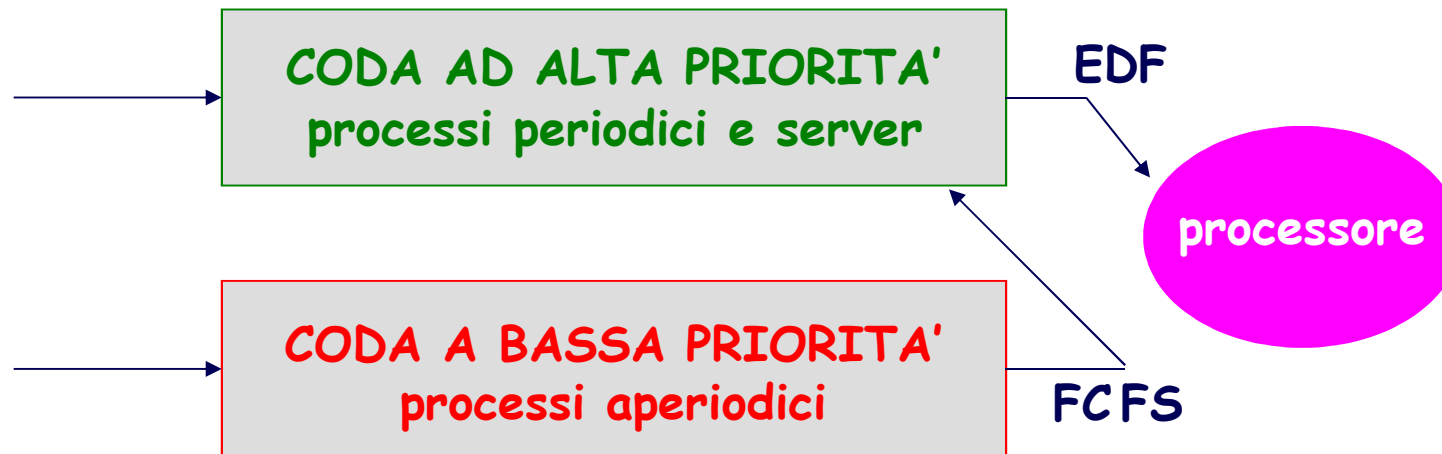 CODA AD ALTA PRIORITA'
processi periodici e server
EDF
processore
CODA A BASSA PRIORITA'
processi aperiodici
FCFS